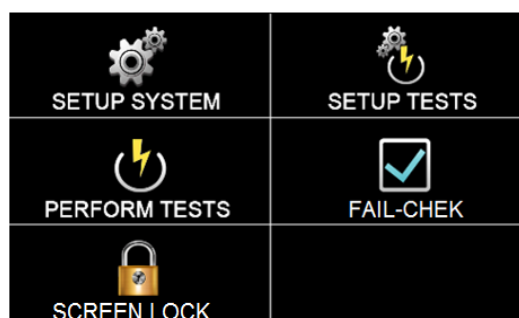 SETUP SYSTEM
SETUP TESTS
PERFORM TESTS
FAIL-CHEK
SCREEN LOCK